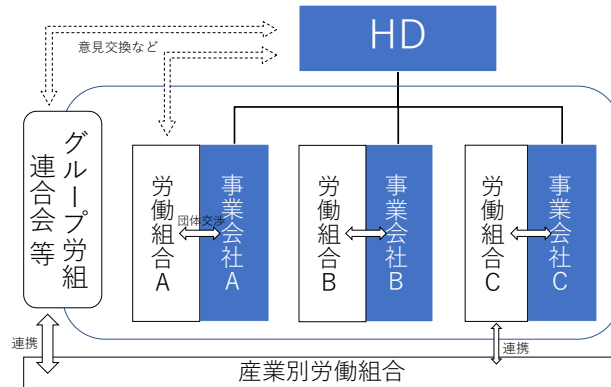 HD
意見交換など
グループ労組
連合会 等
労働組合A
団体交渉
事業会社A
労働組合B
事業会社B
労働組合C
事業会社C
連携
連携
産業別労働組合